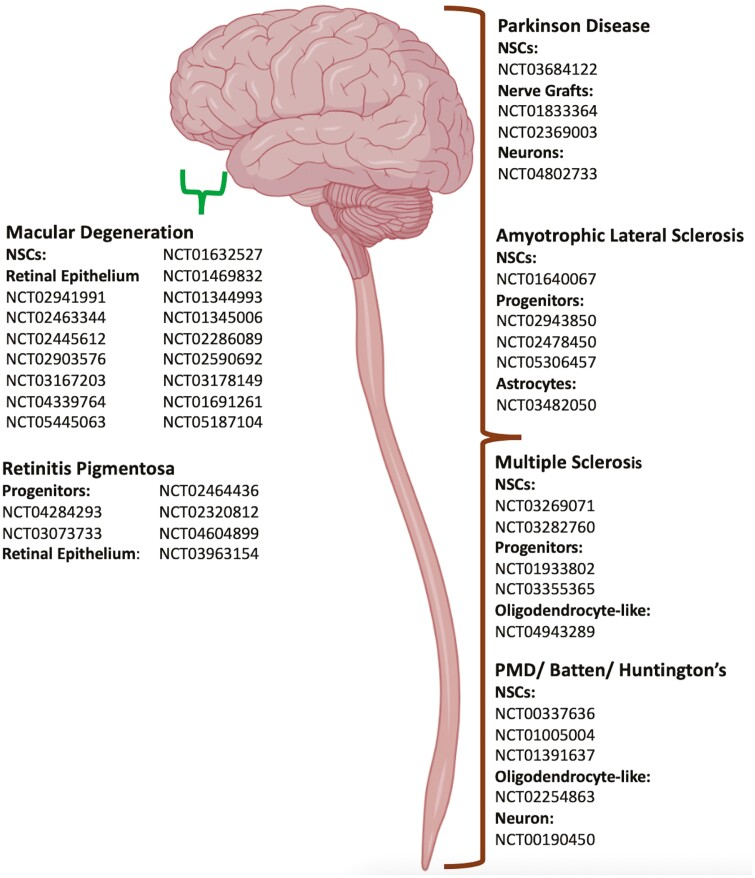 Parkinson Disease
NSCs:
NCT03684122
Nerve Grafts:
NCT01833364
NCT02369003
Neurons:
NCT04802733
Macular Degeneration
NSCs: NCT01632527
Retinal Epithelium NCT01469832
NCT02941991 NCT01344993
NCT02463344 NCT01345006
NCT02445612 NCT02286089
NCT02903576 NCT02590692
NCT03167203 NCT03178149
NCT04339764 NCT01691261
NCT05445063 NCT05187104
Retinitis Pigmentosa
Progenitors: NCT02464436
NCT04284293 NCT02320812
NCT03073733 NCT04604899
Retinal Epithelium: NCT03963154
Amyotrophic Lateral Sclerosis
NSCs:
NCT01640067
Progenitors:
NCT02943850
NCT02478450
NCT05306457
Astrocytes:
NCT03482050
Multiple Sclerosis
NSCs:
NCT03269071
NCT03282760
Progenitors:
NCT01933802
NCT03355365
Oligodendrocyte-like:
NCT04943289
PMD/ Batten/ Huntington’s
NSCs:
NCT00337636
NCT01005004
NCT01391637
Oligodendrocyte-like:
NCT02254863
Neuron:
NCT00190450